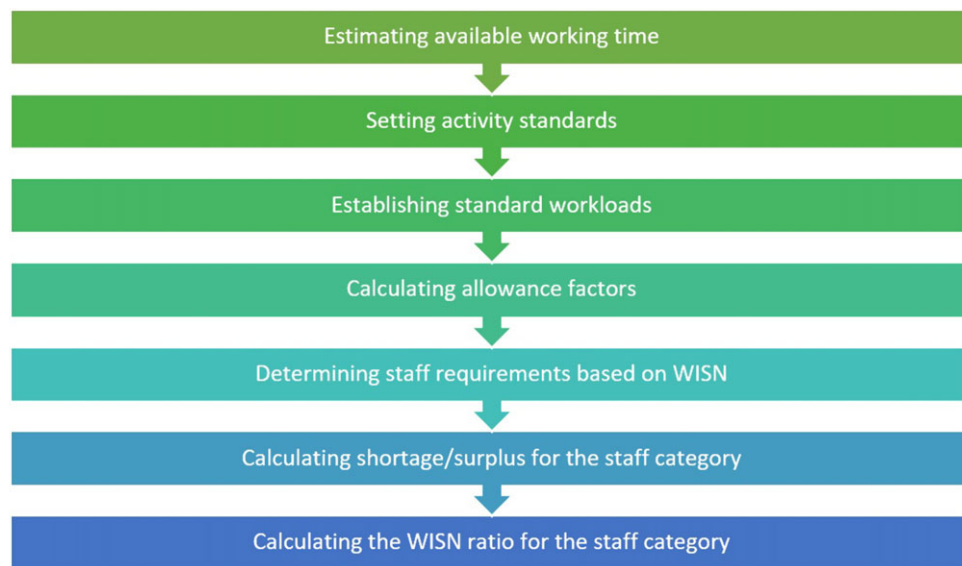 Estimating available working time
Setting activity standards
Establishing standard workloads
Calculating allowance factors
Determining staff requirements based on WISN
Calculating shortage/surplus for the staff category
Calculating the WISN ratio for the staff category